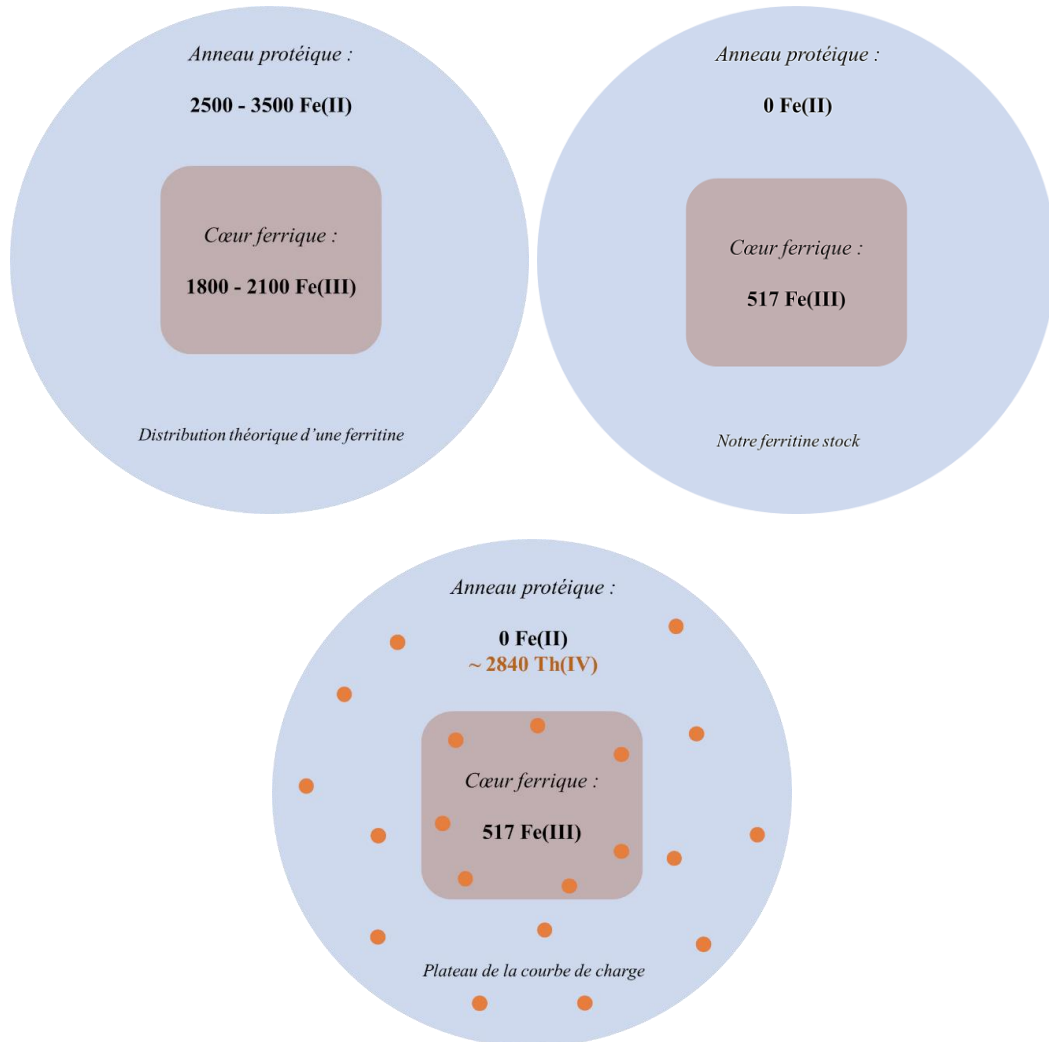 Anneau protéique :
2500 - 3500 Fe(II)
Cœur ferrique :
1800 - 2100 Fe(III)
Distribution théorique d’une ferritine
Anneau protéique :
0 Fe(II)
Cœur ferrique :
517 Fe(III)
Notre ferritine stock
Anneau protéique :
0 Fe(II)
~ 2840 Th(IV)
Cœur ferrique :
517 Fe(III)
Plateau de la courbe de charge